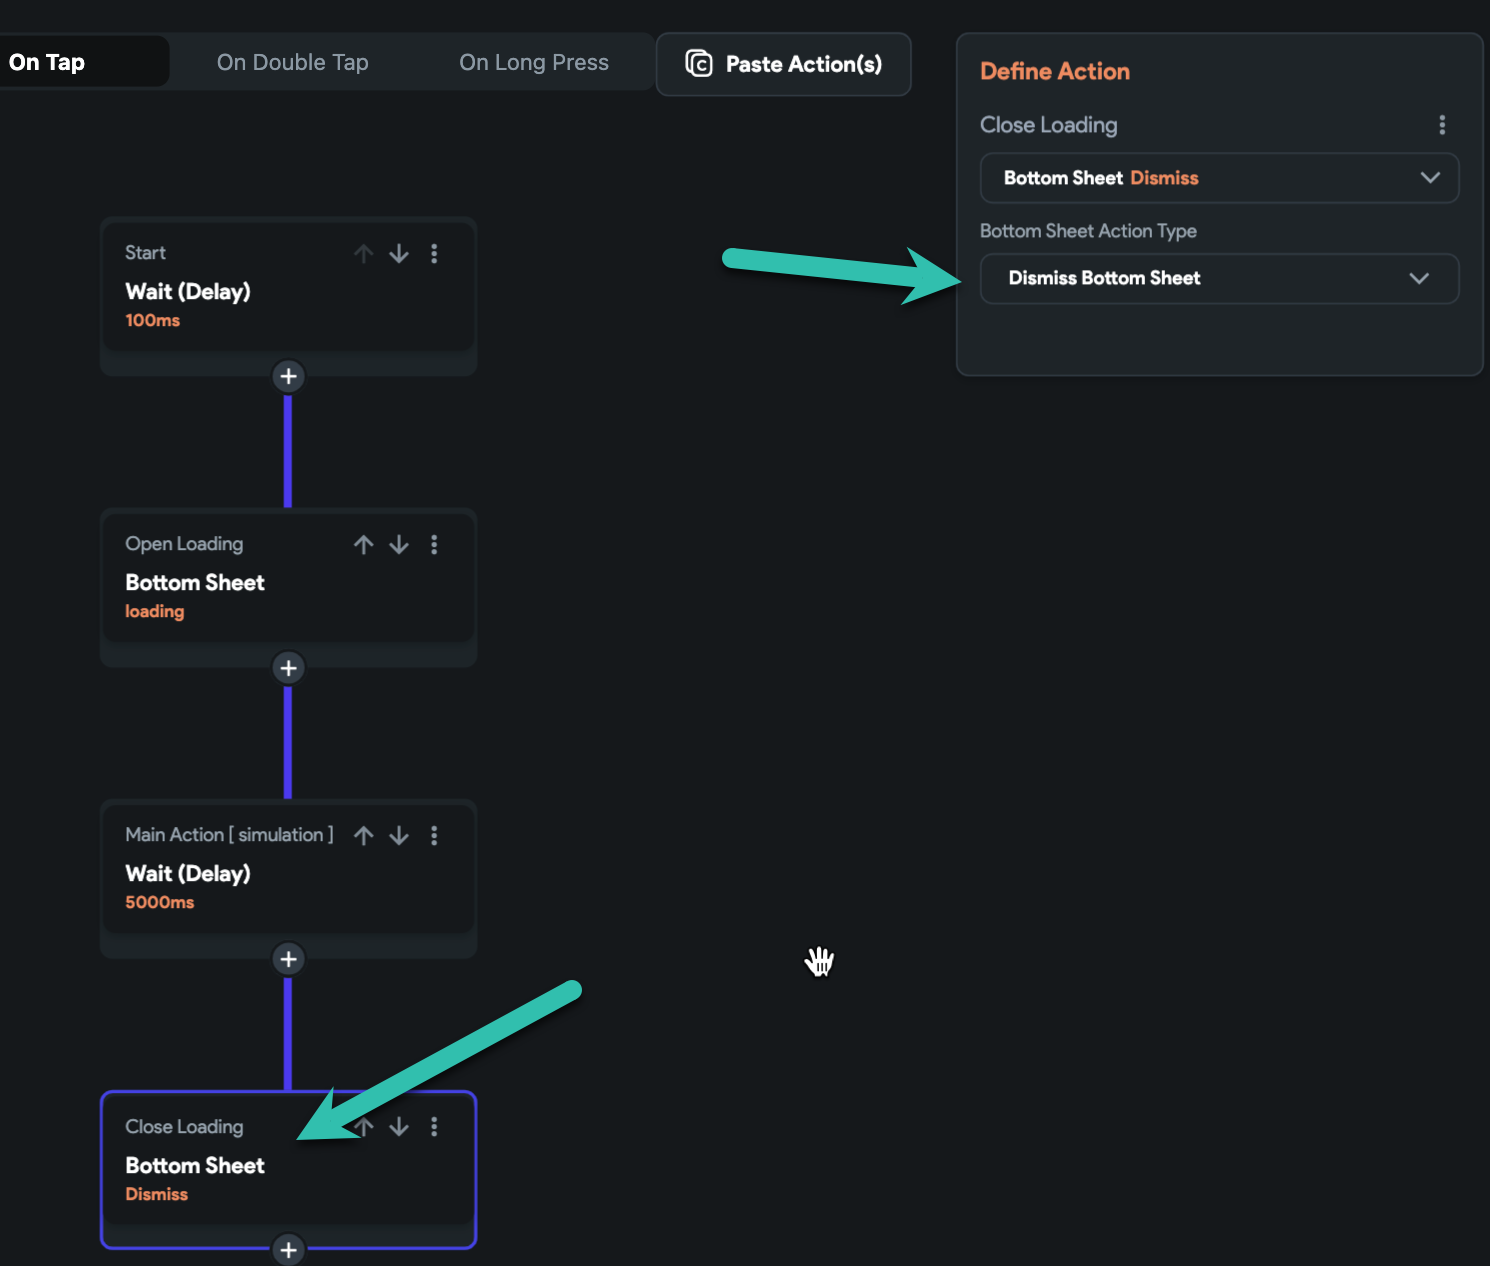 On Tap
On Double Tap
On Long Press
Paste Action(s)
Define Action
Close Loading
Bottom Sheet Dismiss
Bottom Sheet Action Type
Dismiss Bottom Sheet
Start
Wait (Delay)
100ms
Open Loading
Bottom Sheet
loading
Main Action [ simulation ]
Wait (Delay)
5000ms
Close Loading
Bottom Sheet
Dismiss